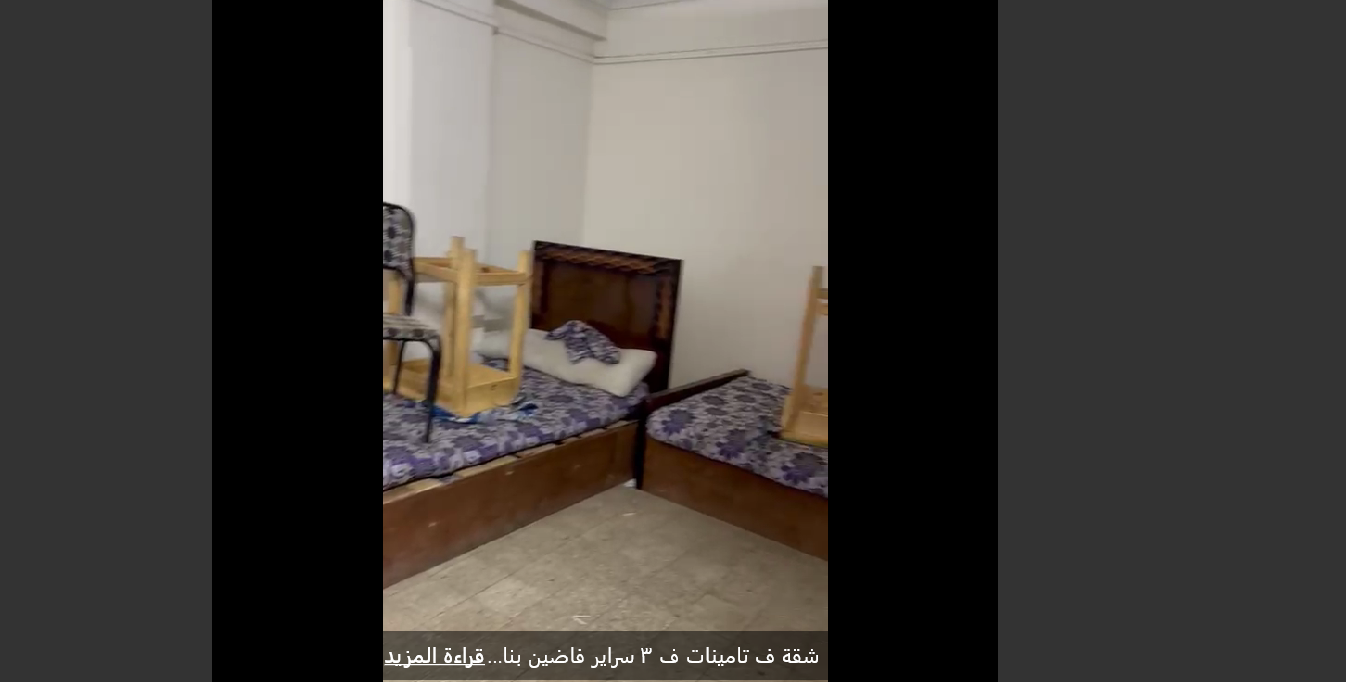 شقة ف تامينات ف ٣ سراير فاضين بنا...قراءة المزيد